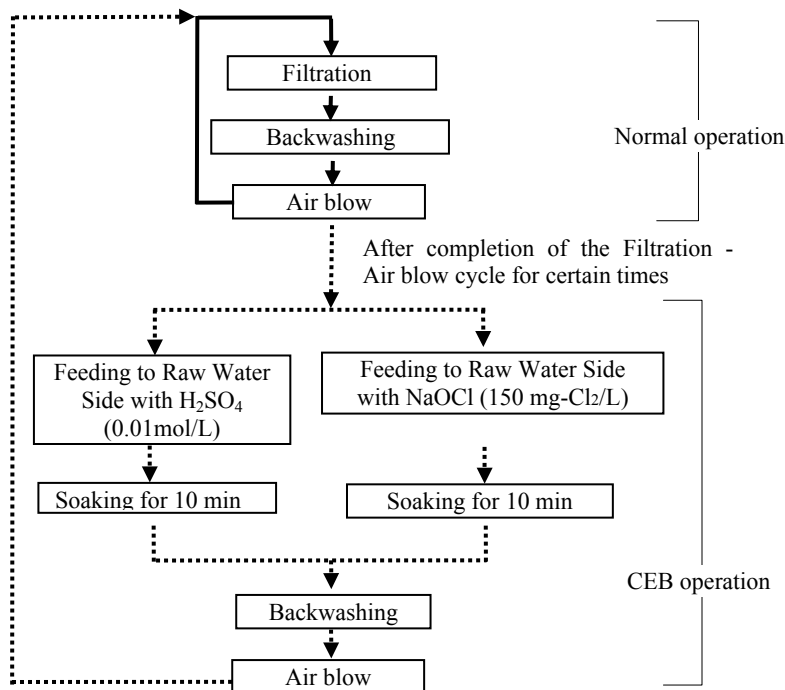 Filtration
Backwashing
Air blow
Normal operation
After completion of the Filtration -
Air blow cycle for certain times
Feeding to Raw Water
Side with H₂SO₄
(0.01mol/L)
Feeding to Raw Water Side
with NaOCl (150 mg-Cl₂/L)
Soaking for 10 min
Soaking for 10 min
CEB operation
Backwashing
Air blow